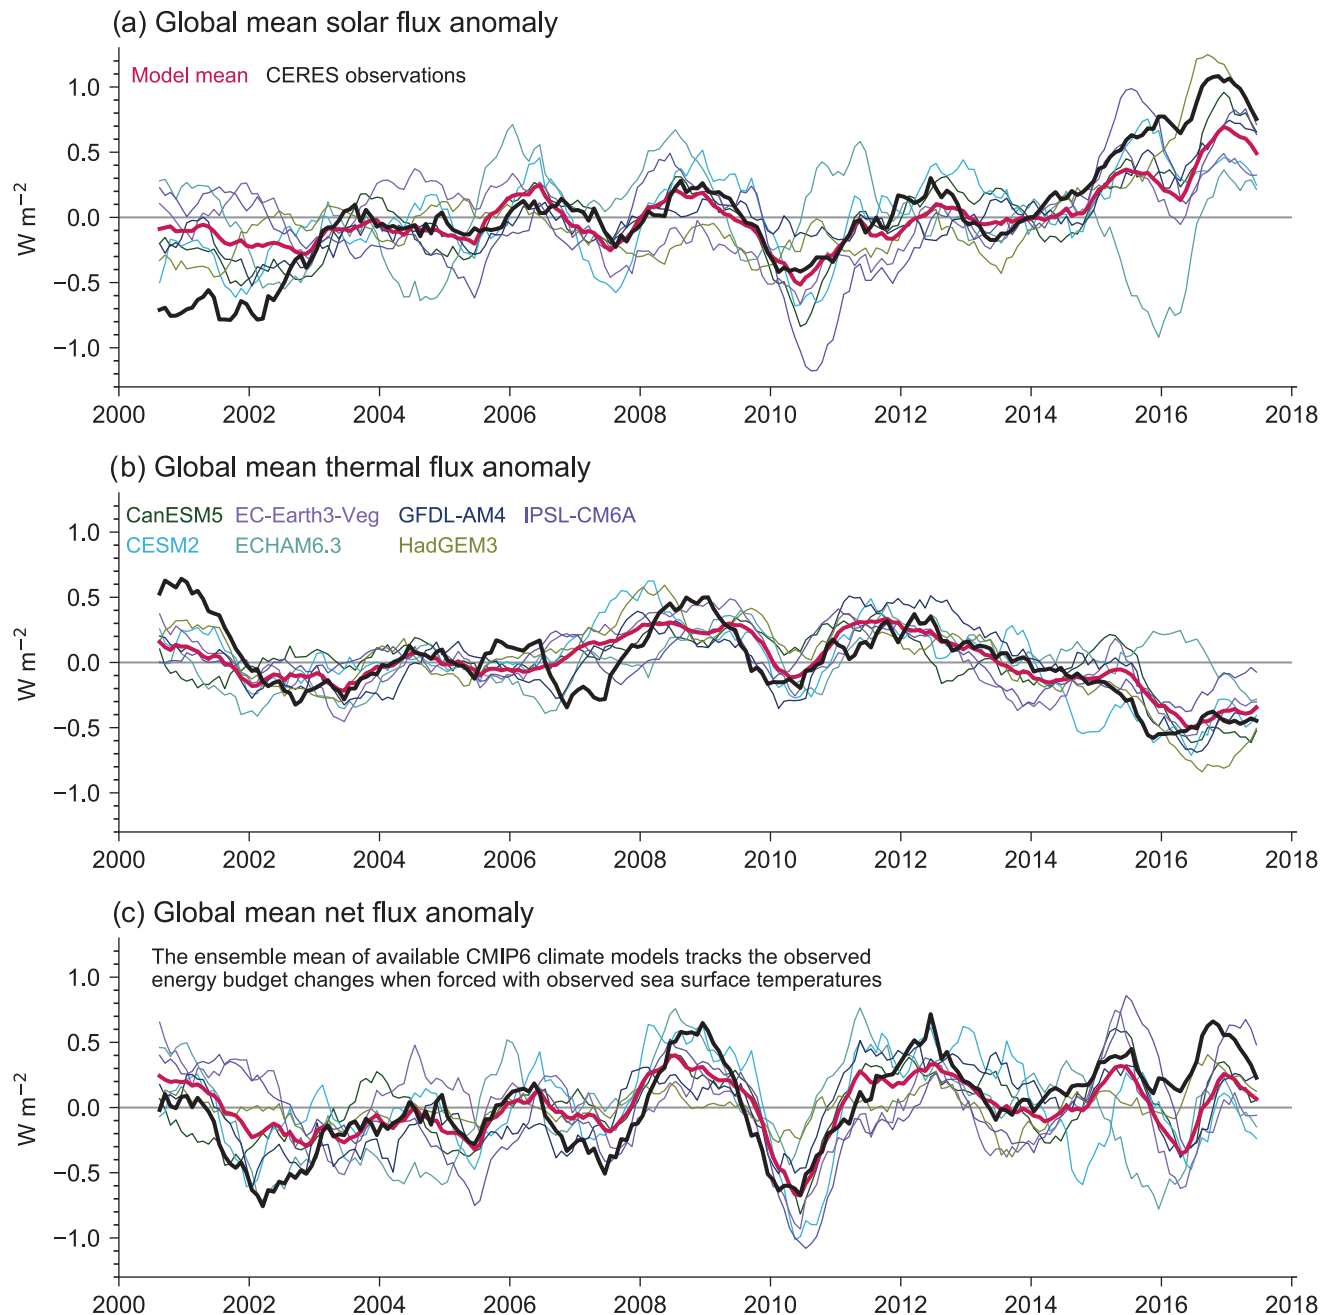 (a) Global mean solar flux anomaly
Model mean CERES observations
W m−2
1.0
0.5
0.0
−0.5
−1.0
2000 2002 2004 2006 2008 2010 2012 2014 2016 2018
(b) Global mean thermal flux anomaly
CanESM5 EC-Earth3-Veg GFDL-AM4 IPSL-CM6A
CESM2 ECHAM6.3 HadGEM3
W m−2
1.0
0.5
0.0
−0.5
−1.0
2000 2002 2004 2006 2008 2010 2012 2014 2016 2018
(c) Global mean net flux anomaly
The ensemble mean of available CMIP6 climate models tracks the observed
energy budget changes when forced with observed sea surface temperatures
W m−2
1.0
0.5
0.0
−0.5
−1.0
2000 2002 2004 2006 2008 2010 2012 2014 2016 2018